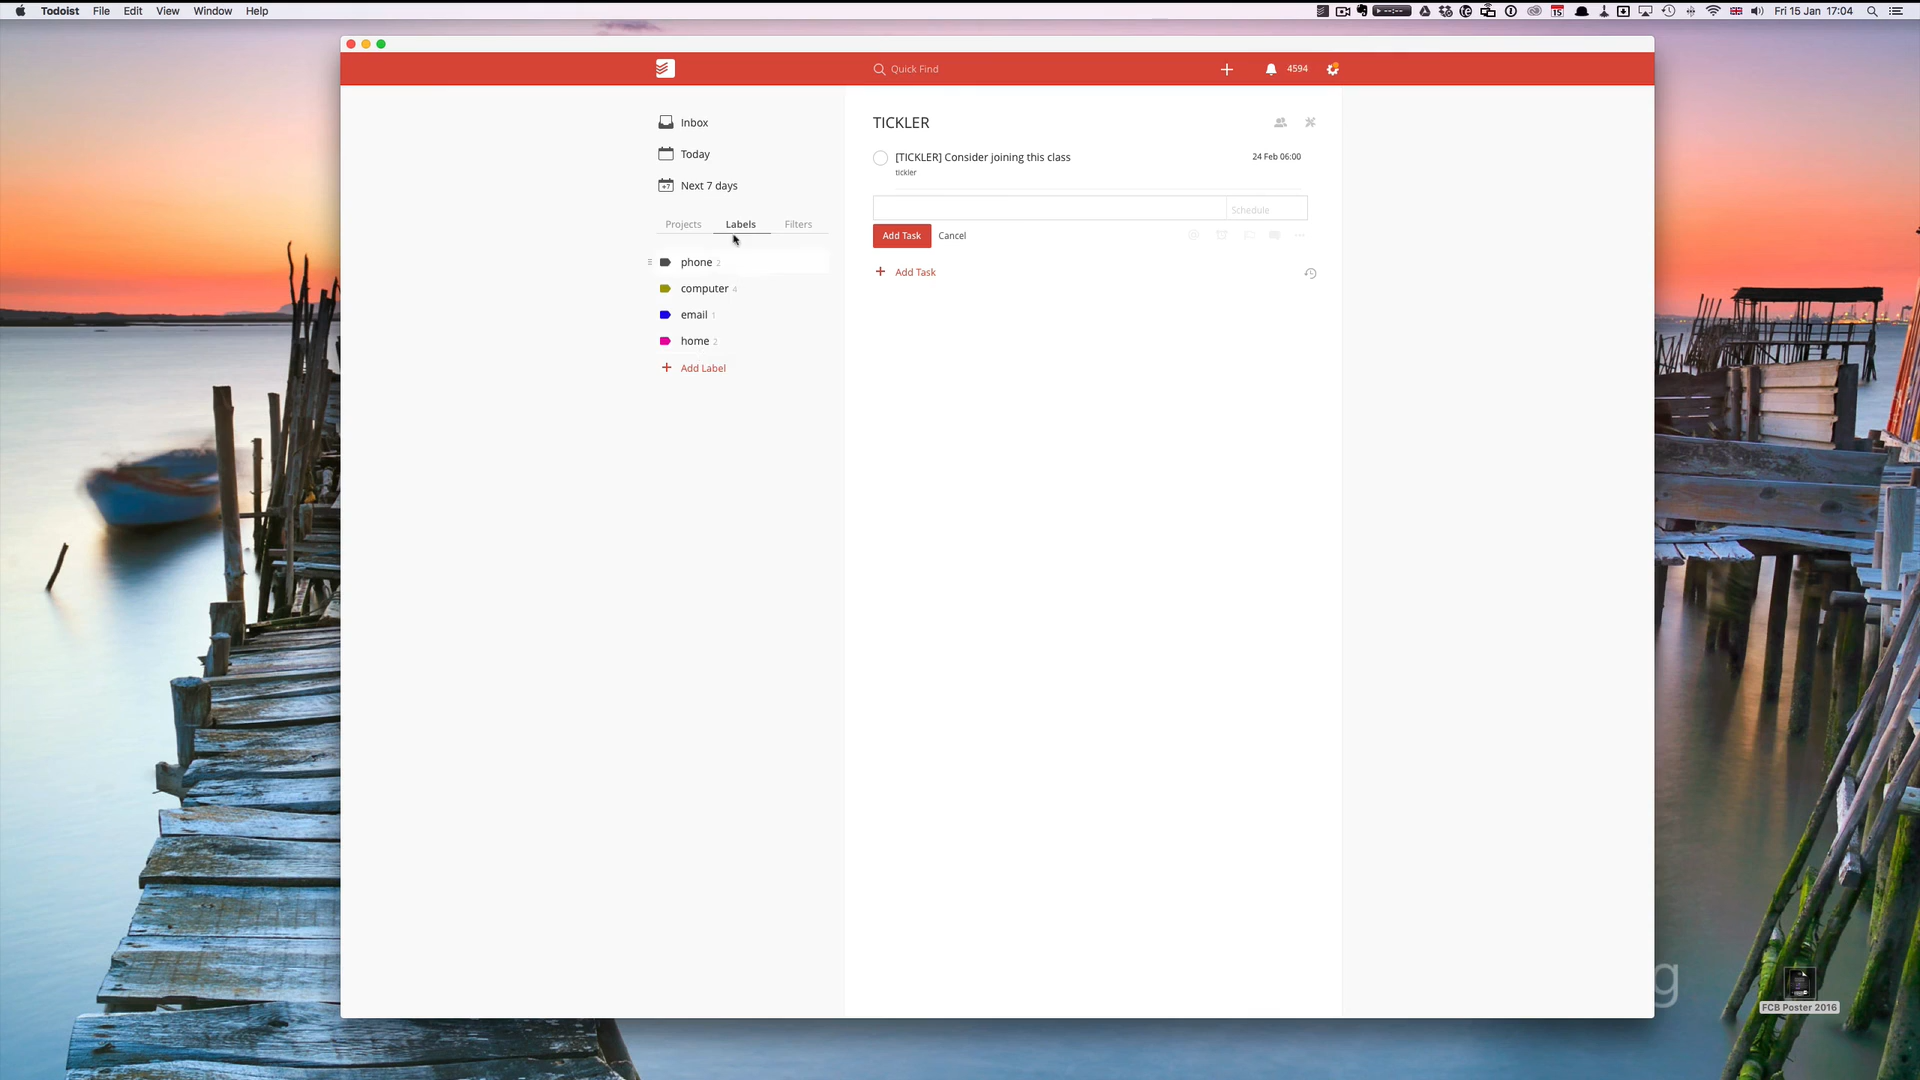 Todoist File Edit View Window Help
Fri 15 Jan 17:04
Quick Find
4594
Inbox
Today
+7 Next 7 days
Projects Labels Filters
phone 2
computer 4
email 1
home 2
+ Add Label
TICKLER
[TICKLER] Consider joining this class
24 Feb 06:00
tickler
Schedule
Add Task Cancel
+ Add Task
g
FCB Poster 2016